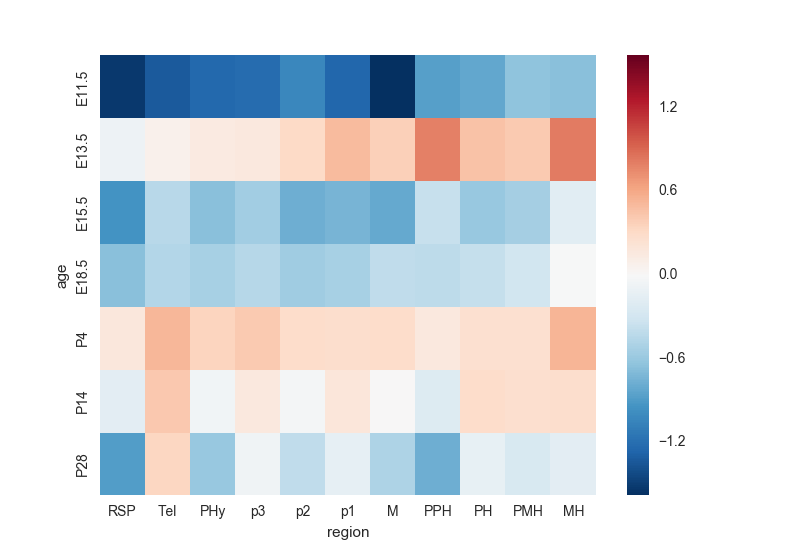 E11.5
E13.5
E15.5
E18.5
P4
P14
P28
age
RSP Tel PHy p3 p2 p1 M PPH PH PMH MH
region
1.2
0.6
0.0
−0.6
−1.2